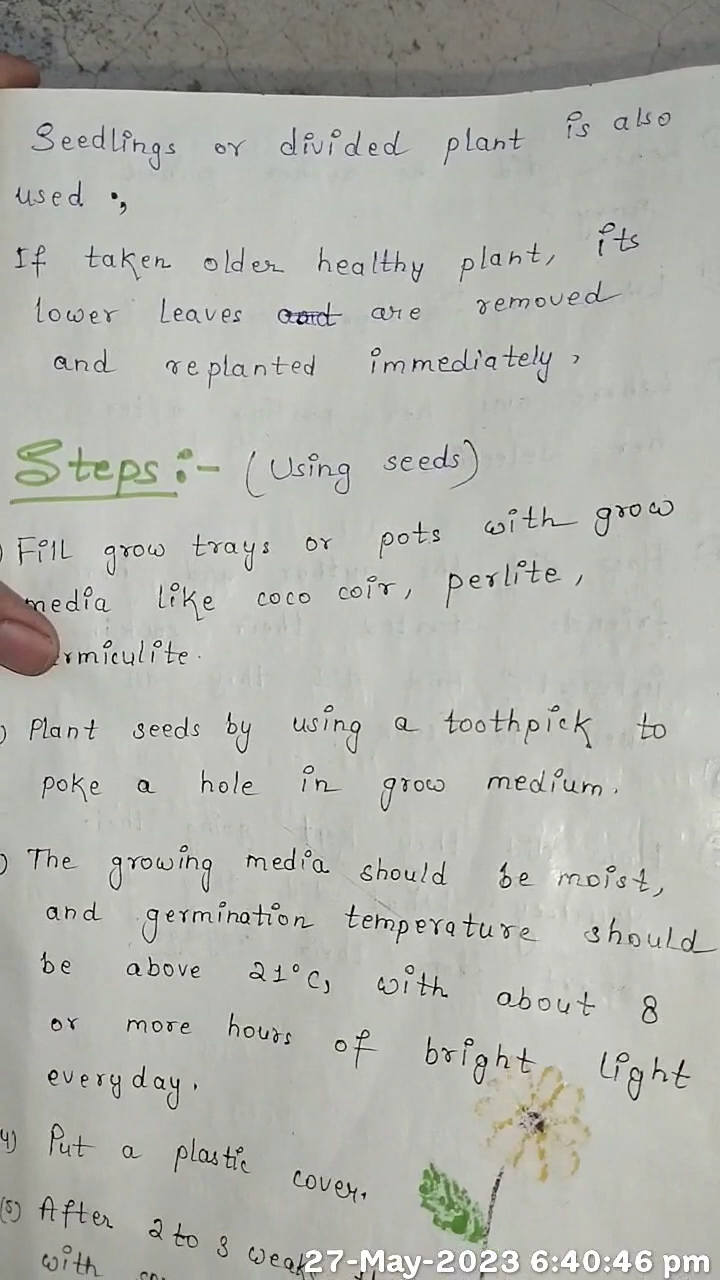 Seedlings or divided plant is also
used .,
If taken older healthy plant, its
lower leaves are removed
and replanted immediately,
Steps:- (Using seeds)
) Fill grow trays or pots with grow
media like coco coir, perlite,
rmiculite.
) Plant seeds by using a toothpick to
poke a hole in grow medium.
) The growing media should be moist,
and germination temperature should
be above 21°C, with about 8
or more hours of bright light
everyday.
4) Put a plastic cover.
(5) After 2 to 3 weak
with
27-May-2023 6:40:46 pm